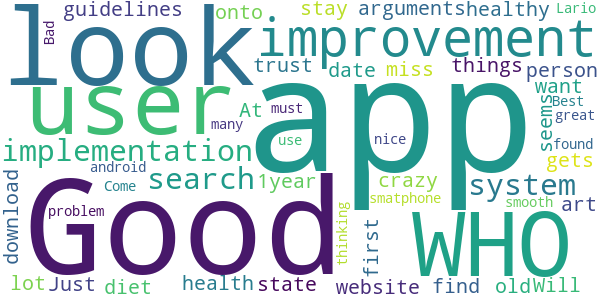 guidelines onto stay arguments healthy Lario
look Bad improvement
trust date miss things person
user At many must want seems Best great
implementation app use nice found gets
android search 1year crazy system
download Come smatphone smooth art
Good problem thinking first WHO
lot Just diet health state website find old Will